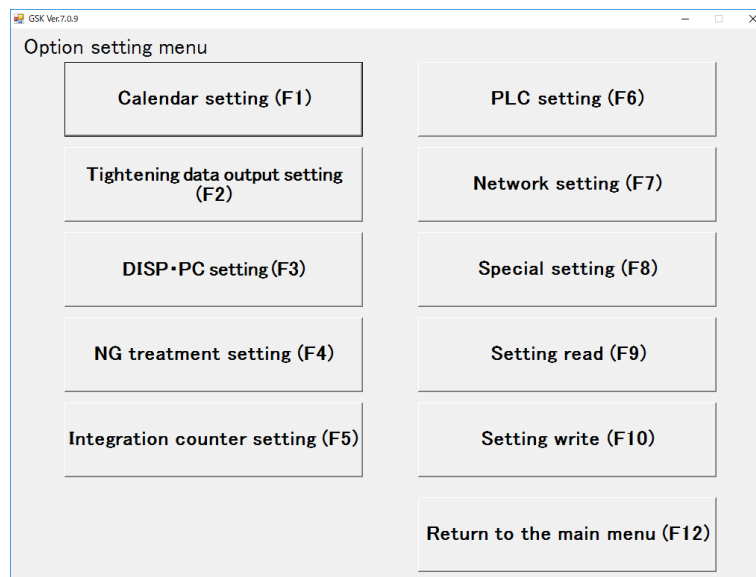 GSK Ver.7.0.9
Option setting menu
Calendar setting (F1)
PLC setting (F6)
Tightening data output setting
(F2)
Network setting (F7)
DISP・PC setting (F3)
Special setting (F8)
NG treatment setting (F4)
Setting read (F9)
Integration counter setting (F5)
Setting write (F10)
Return to the main menu (F12)